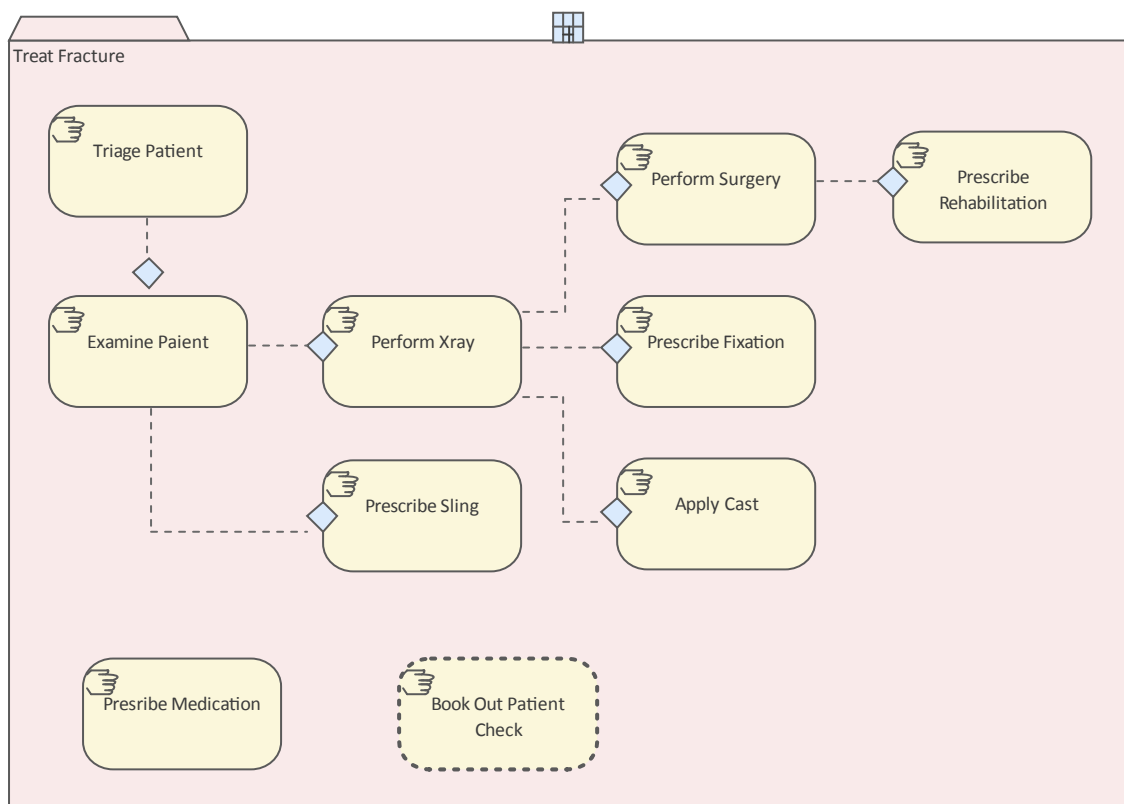 Treat Fracture
Triage Patient
Perform Surgery
Prescribe
Rehabilitation
Examine Paient
Perform Xray
Prescribe Fixation
Prescribe Sling
Apply Cast
Presribe Medication
Book Out Patient
Check